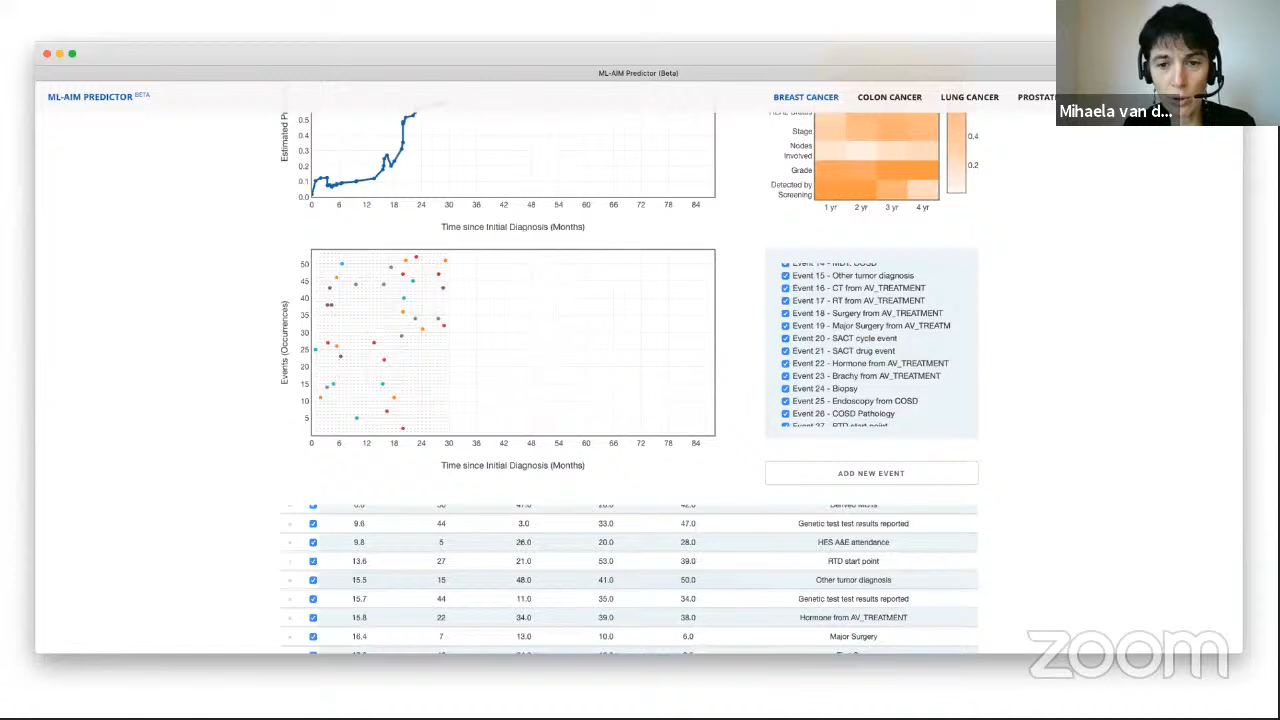 ML-AIM Predictor (Beta)
ML-AIM PREDICTOR BETA
BREAST CANCER
COLON CANCER
LUNG CANCER
PROSTAT
Mihaela van d...
Estimated
0.5
0.4
0.3
0.2
0.1
0.0
0 6 12 18 24 30 36 42 48 54 60 66 72 78 84
Time since Initial Diagnosis (Months)
Stage
Nodes
Involved
Grade
Detected by
Screening
1 yr 2 yr 3 yr 4 yr
0.4
0.2
Events (Occurrences)
50
45
40
35
30
25
20
15
10
5
0 6 12 18 24 30 36 42 48 54 60 66 72 78 84
Time since Initial Diagnosis (Months)
Event 14 - MDT. COSD
Event 15 - Other tumor diagnosis
Event 16 - CT from AV_TREATMENT
Event 17 - RT from AV_TREATMENT
Event 18 - Surgery from AV_TREATMENT
Event 19 - Major Surgery from AV_TREATM
Event 20 - SACT cycle event
Event 21 - SACT drug event
Event 22 - Hormone from AV_TREATMENT
Event 23 - Brachy from AV_TREATMENT
Event 24 - Biopsy
Event 25 - Endoscopy from COSD
Event 26 - COSD Pathology
Event 27 - RTD start point
ADD NEW EVENT
9.6 44 3.0 33.0 47.0 Genetic test test results reported
9.8 5 26.0 20.0 28.0 HES A&E attendance
13.6 27 21.0 53.0 39.0 RTD start point
15.5 15 48.0 41.0 50.0 Other tumor diagnosis
15.7 44 11.0 35.0 34.0 Genetic test test results reported
15.8 22 34.0 39.0 38.0 Hormone from AV_TREATMENT
16.4 7 13.0 10.0 6.0 Major Surgery
zoom